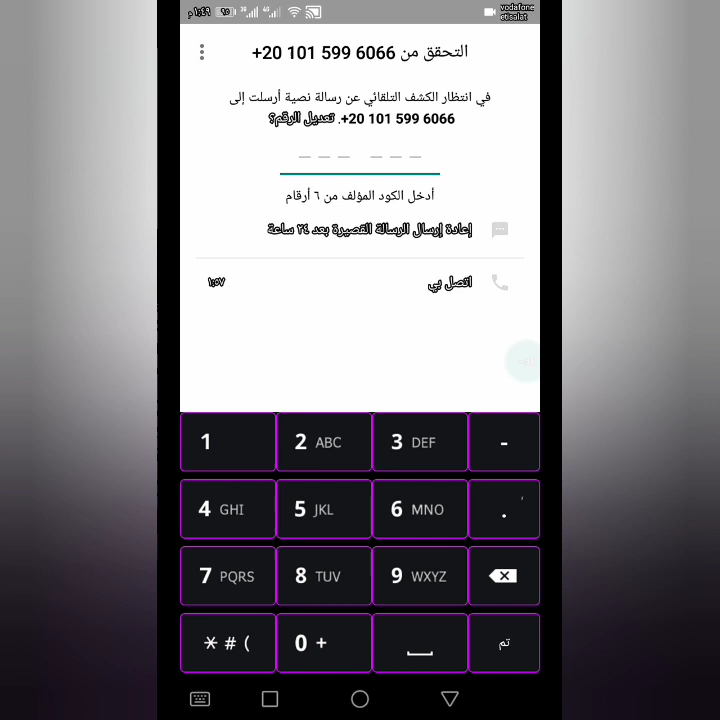 ١:٤٩ م
٩٥
3G
4G
vodafone
etisalat
التحقق من ‎+20 101 599 6066
في انتظار الكشف التلقائي عن رسالة نصية أرسلت إلى
‎+20 101 599 6066. تعديل الرقم؟
أدخل الكود المؤلف من ٦ أرقام
إعادة إرسال الرسالة القصيرة بعد ٢٤ ساعة
اتصل بي
١:٥٧
1 2 ABC 3 DEF -
4 GHI 5 JKL 6 MNO .
7 PQRS 8 TUV 9 WXYZ
* # ( 0 + تم